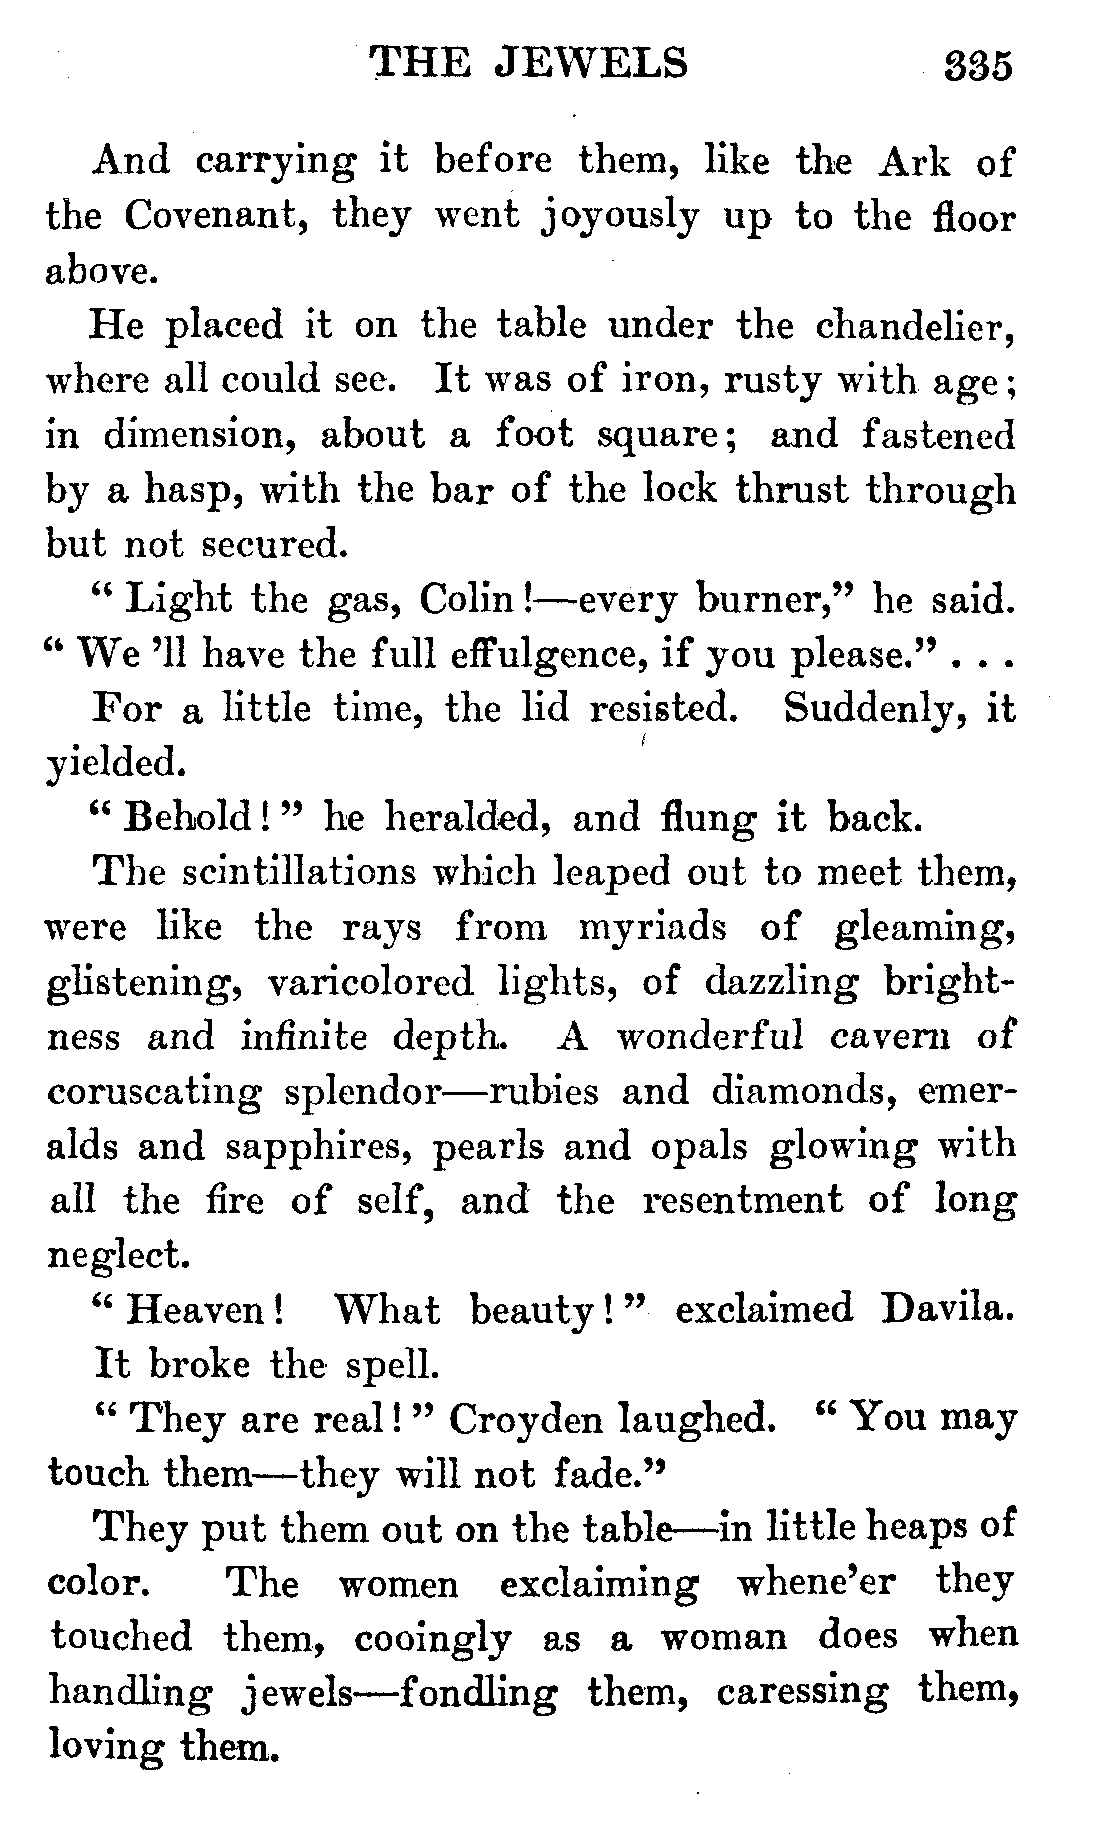 THE JEWELS 335
And carrying it before them, like the Ark of
the Covenant, they went joyously up to the floor
above.
He placed it on the table under the chandelier,
where all could see. It was of iron, rusty with age;
in dimension, about a foot square; and fastened
by a hasp, with the bar of the lock thrust through
but not secured.
“ Light the gas, Colin!—every burner,” he said.
“ We ’ll have the full effulgence, if you please.” . . .
For a little time, the lid resisted. Suddenly, it
yielded.
“ Behold! ” he heralded, and flung it back.
The scintillations which leaped out to meet them,
were like the rays from myriads of gleaming,
glistening, varicolored lights, of dazzling bright-
ness and infinite depth. A wonderful cavern of
coruscating splendor—rubies and diamonds, emer-
alds and sapphires, pearls and opals glowing with
all the fire of self, and the resentment of long
neglect.
“ Heaven! What beauty! ” exclaimed Davila.
It broke the spell.
“ They are real! ” Croyden laughed. “ You may
touch them—they will not fade.”
They put them out on the table—in little heaps of
color. The women exclaiming whene’er they
touched them, cooingly as a woman does when
handling jewels—fondling them, caressing them,
loving them.